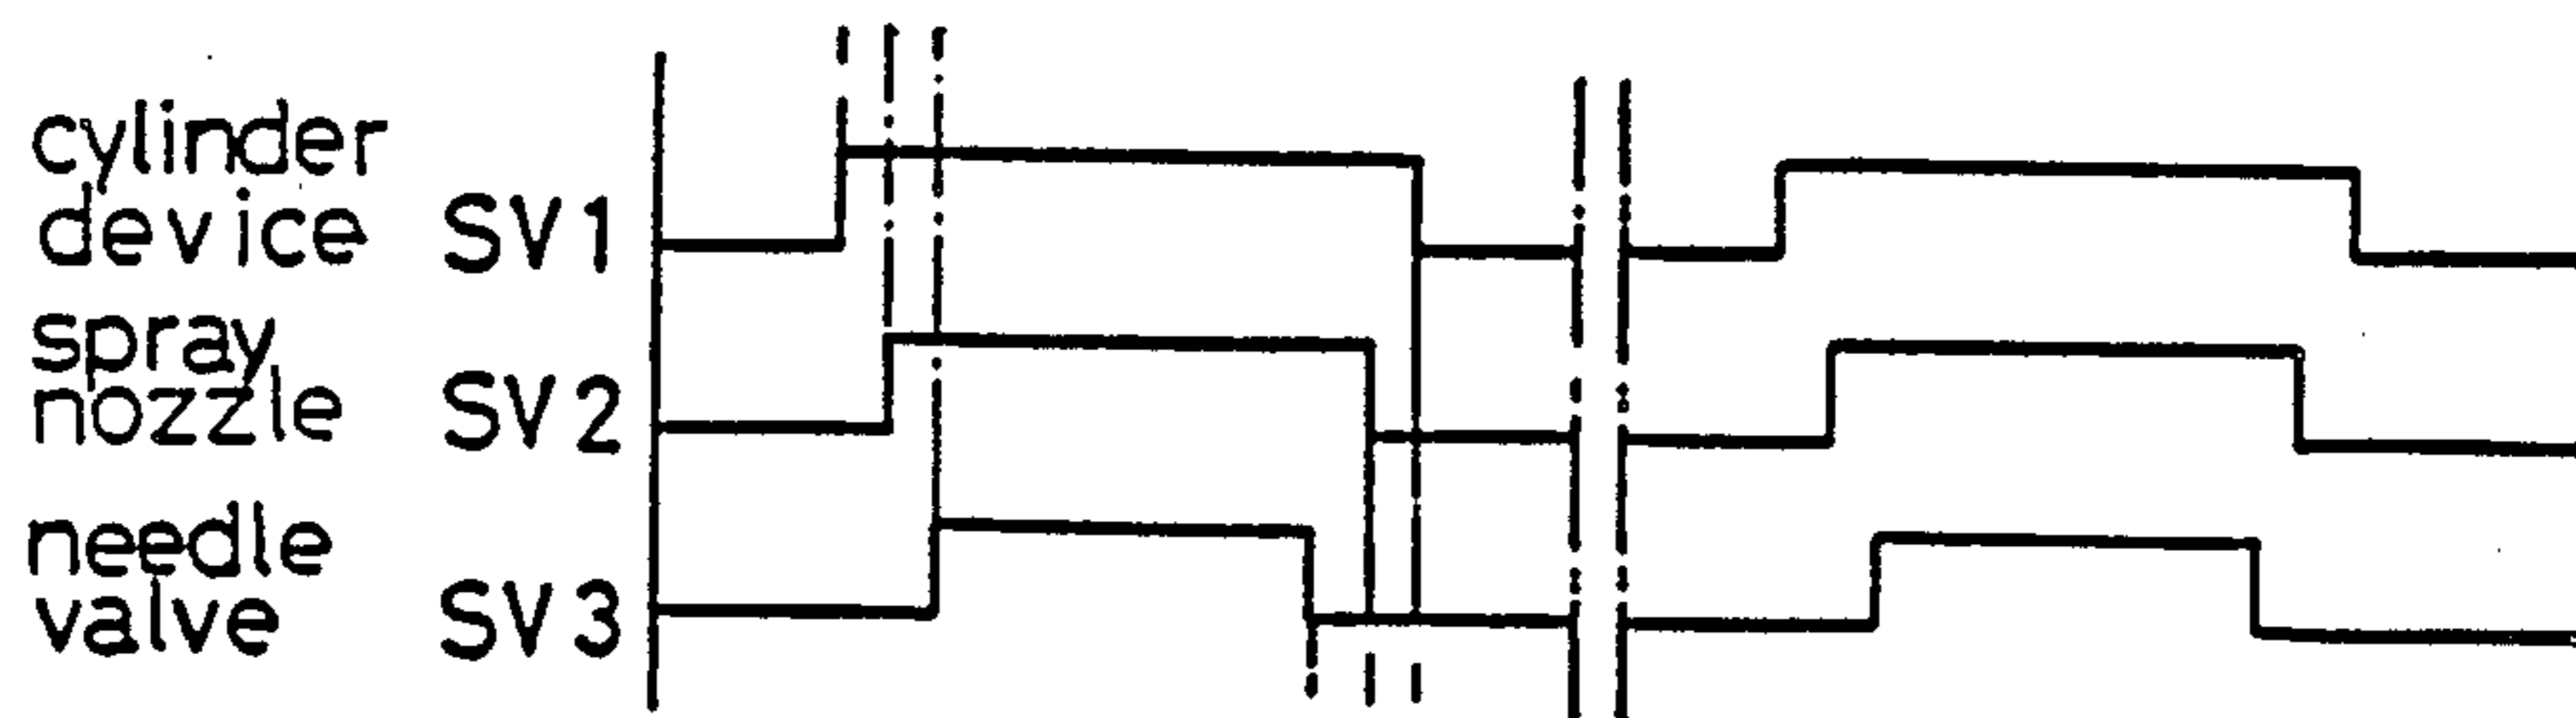 cylinder
device SV1
spray
nozzle SV2
needle
valve SV3